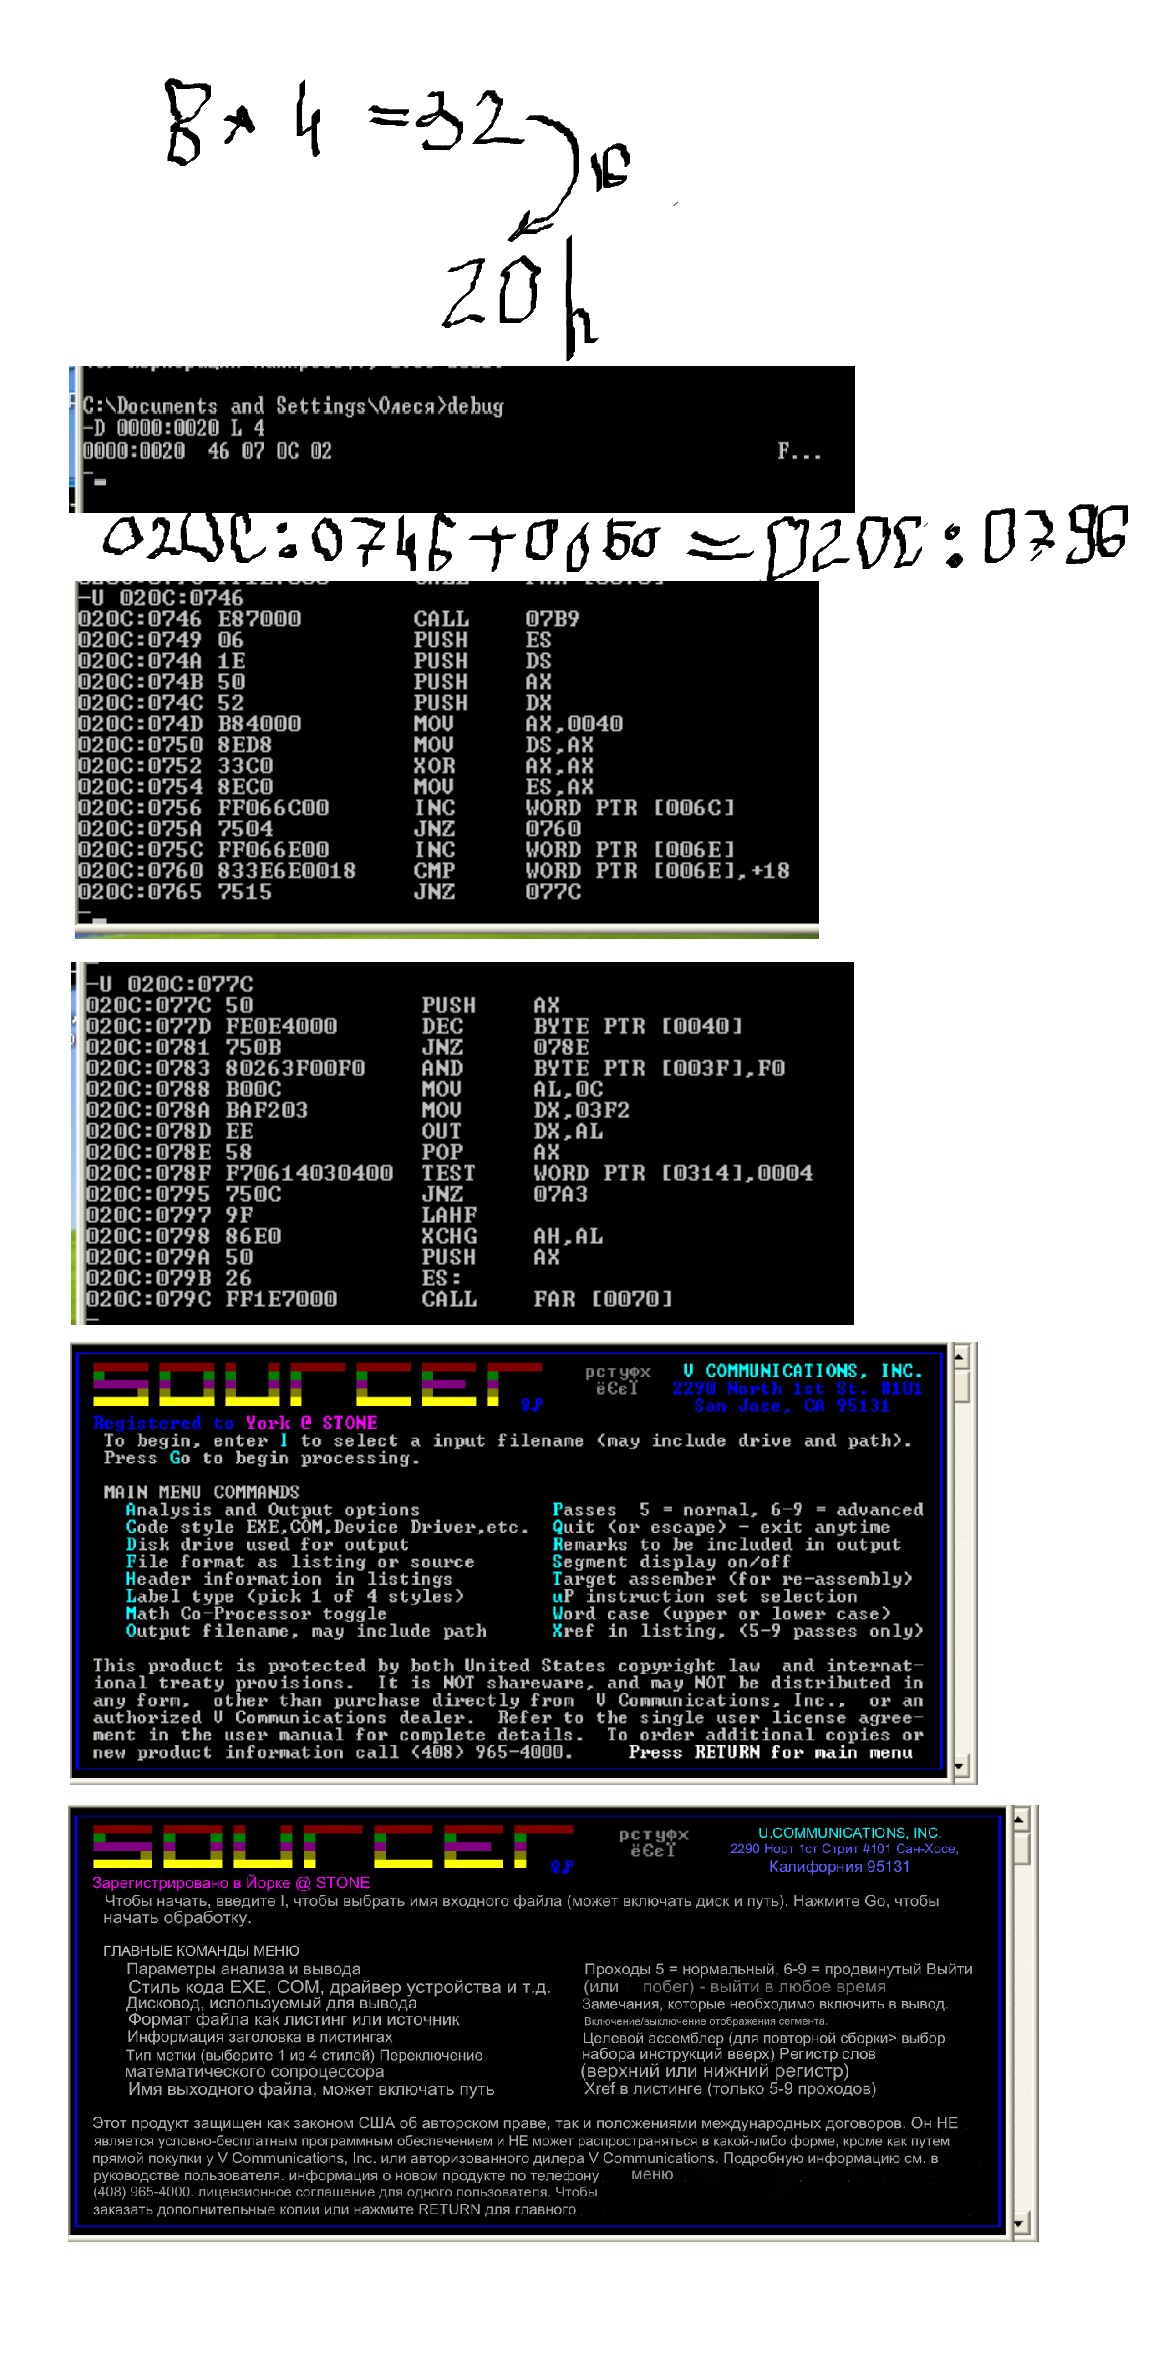 8 * 4 = 32
16
20h
C:\Documents and Settings\Олеся>debug
-D 0000:0020 L 4
0000:0020 46 07 0C 02 F...
-
020C:0746+0050=020C:0796
-U 020C:0746
020C:0746 E87000 CALL 07B9
020C:0749 06 PUSH ES
020C:074A 1E PUSH DS
020C:074B 50 PUSH AX
020C:074C 52 PUSH DX
020C:074D B84000 MOV AX,0040
020C:0750 8ED8 MOV DS,AX
020C:0752 33C0 XOR AX,AX
020C:0754 8EC0 MOV ES,AX
020C:0756 FF066C00 INC WORD PTR [006C]
020C:075A 7504 JNZ 0760
020C:075C FF066E00 INC WORD PTR [006E]
020C:0760 833E6E0018 CMP WORD PTR [006E],+18
020C:0765 7515 JNZ 077C
-
-U 020C:077C
020C:077C 50 PUSH AX
020C:077D FE0E4000 DEC BYTE PTR [0040]
020C:0781 750B JNZ 078E
020C:0783 80263F00F0 AND BYTE PTR [003F],F0
020C:0788 B00C MOV AL,0C
020C:078A BAF203 MOV DX,03F2
020C:078D EE OUT DX,AL
020C:078E 58 POP AX
020C:078F F70614030400 TEST WORD PTR [0314],0004
020C:0795 750C JNZ 07A3
020C:0797 9F LAHF
020C:0798 86E0 XCHG AH,AL
020C:079A 50 PUSH AX
020C:079B 26 ES:
020C:079C FF1E7000 CALL FAR [0070]
-
sourcer рстуфх V COMMUNICATIONS, INC.
ёЄєЇ 2290 North 1st St. #101
San Jose, CA 95131
Registered to York @ STONE
To begin, enter I to select a input filename (may include drive and path).
Press Go to begin processing.
MAIN MENU COMMANDS
Analysis and Output options Passes 5 = normal, 6-9 = advanced
Code style EXE,COM,Device Driver,etc. Quit (or escape) - exit anytime
Disk drive used for output Remarks to be included in output
File format as listing or source Segment display on/off
Header information in listings Target assember (for re-assembly)
Label type (pick 1 of 4 styles) uP instruction set selection
Math Co-Processor toggle Word case (upper or lower case)
Output filename, may include path Xref in listing, (5-9 passes only)
This product is protected by both United States copyright law and internat-
ional treaty provisions. It is NOT shareware, and may NOT be distributed in
any form, other than purchase directly from V Communications, Inc., or an
authorized V Communications dealer. Refer to the single user license agree-
ment in the user manual for complete details. To order additional copies or
new product information call (408) 965-4000. Press RETURN for main menu
sourcer рстуфх U.COMMUNICATIONS, INC.
ёЄєЇ 2290 Норт 1ст Стрит #101 Сан-Хосе,
Калифорния 95131
Зарегистрировано в Йорке @ STONE
Чтобы начать, введите I, чтобы выбрать имя входного файла (может включать диск и путь). Нажмите Go, чтобы
начать обработку.
ГЛАВНЫЕ КОМАНДЫ МЕНЮ
Параметры анализа и вывода Проходы 5 = нормальный, 6-9 = продвинутый Выйти
Стиль кода EXE, COM, драйвер устройства и т.д. (или побег) - выйти в любое время
Дисковод, используемый для вывода Замечания, которые необходимо включить в вывод.
Формат файла как листинг или источник Включение/выключение отображения сегмента.
Информация заголовка в листингах Целевой ассемблер (для повторной сборки> выбор
Тип метки (выберите 1 из 4 стилей) Переключение набора инструкций вверх) Регистр слов
математического сопроцессора (верхний или нижний регистр)
Имя выходного файла, может включать путь Xref в листинге (только 5-9 проходов)
Этот продукт защищен как законом США об авторском праве, так и положениями международных договоров. Он НЕ
является условно-бесплатным программным обеспечением и НЕ может распространяться в какой-либо форме, кроме как путем
прямой покупки у V Communications, Inc. или авторизованного дилера V Communications. Подробную информацию см. в
руководстве пользователя. информация о новом продукте по телефону меню
(408) 965-4000. лицензионное соглашение для одного пользователя. Чтобы
заказать дополнительные копии или нажмите RETURN для главного